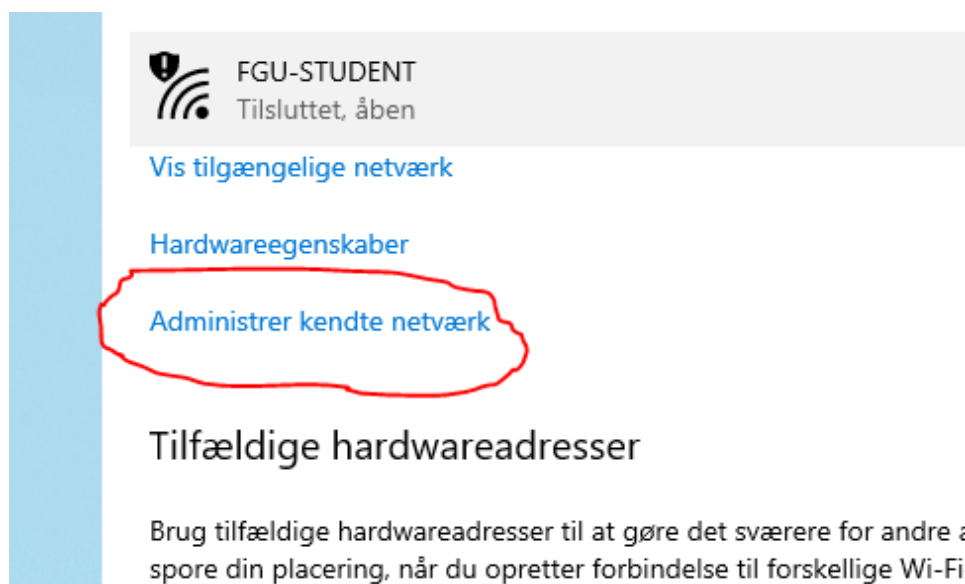 FGU-STUDENT
Tilsluttet, åben
Vis tilgængelige netværk
Hardwareegenskaber
Administrer kendte netværk
Tilfældige hardwareadresser
Brug tilfældige hardwareadresser til at gøre det sværere for andre a
spore din placering, når du opretter forbindelse til forskellige Wi-Fi